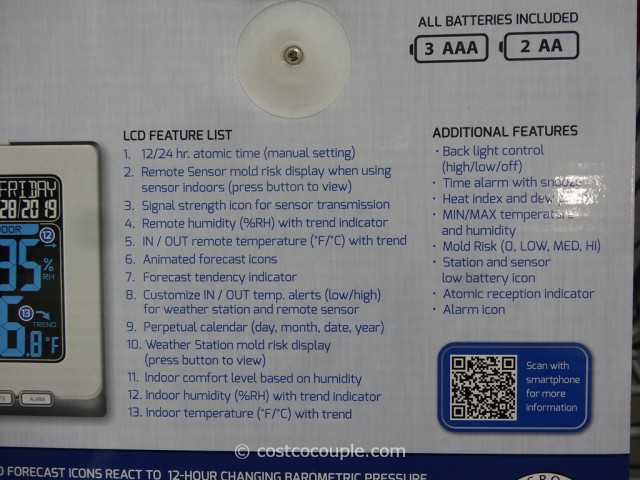 ALL BATTERIES INCLUDED
3 AAA 2 AA
LCD FEATURE LIST
1. 12/24 hr. atomic time (manual setting)
2. Remote Sensor mold risk display when using
sensor indoors (press button to view)
3. Signal strength icon for sensor transmission
4. Remote humidity (%RH) with trend indicator
5. IN / OUT remote temperature (°F/°C) with trend
6. Animated forecast icons
7. Forecast tendency indicator
8. Customize IN / OUT temp. alerts (low/high)
for weather station and remote sensor
9. Perpetual calendar (day, month, date, year)
10. Weather Station mold risk display
(press button to view)
11. Indoor comfort level based on humidity
12. Indoor humidity (%RH) with trend indicator
13. Indoor temperature (°F/°C) with trend
ADDITIONAL FEATURES
· Back light control
(high/low/off)
· Time alarm with snooze
· Heat index and dew
· MIN/MAX temperature
and humidity
· Mold Risk (0, LOW, MED, HI)
· Station and sensor
low battery icon
· Atomic reception indicator
· Alarm icon
Scan with
smartphone
for more
information
FRIDAY
28/2019
12
35 %
RH
13
TREND
6.8°F
ALARM
© costcocouple.com
FORECAST ICONS REACT TO 12-HOUR CHANGING BAROMETRIC PRESSURE